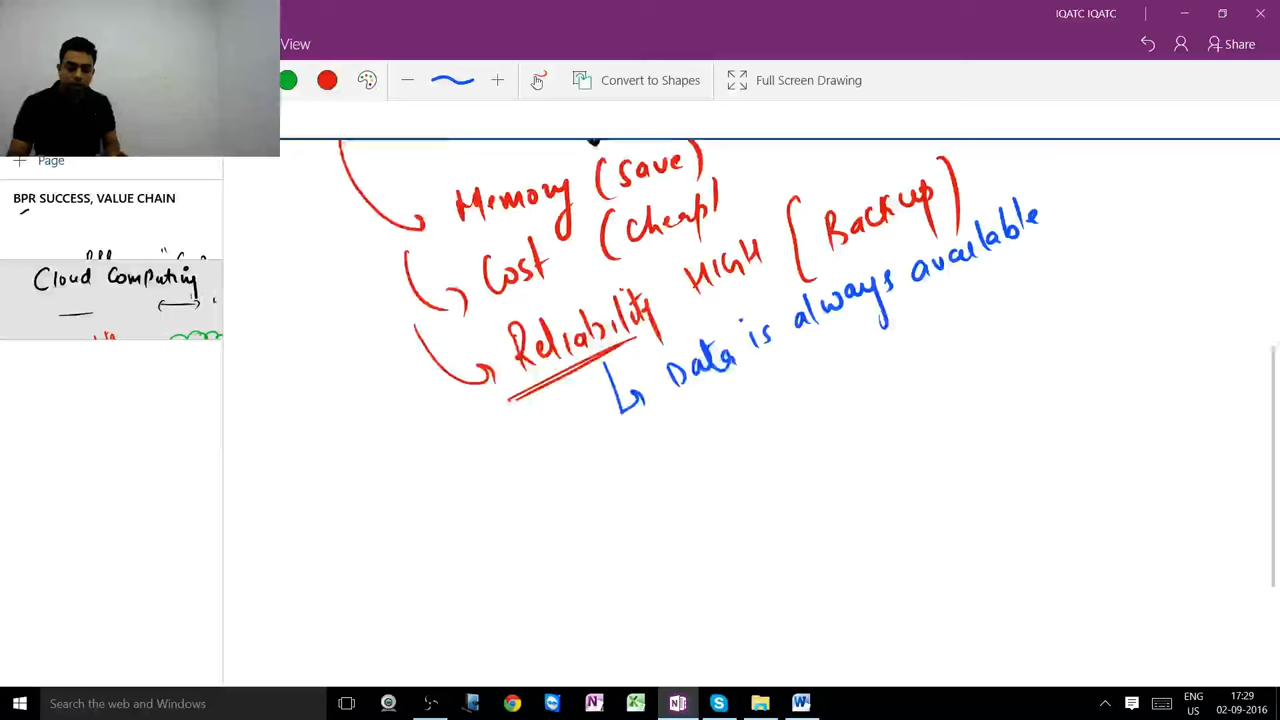 IQATC IQATC
View
Share
Convert to Shapes
Full Screen Drawing
Page
BPR SUCCESS, VALUE CHAIN
Cloud Computing
Memory (Save)
Cost (Cheap)
Reliability HIGH [Backup)
Data is always available
Search the web and Windows
ENG
US
17:29
02-09-2016